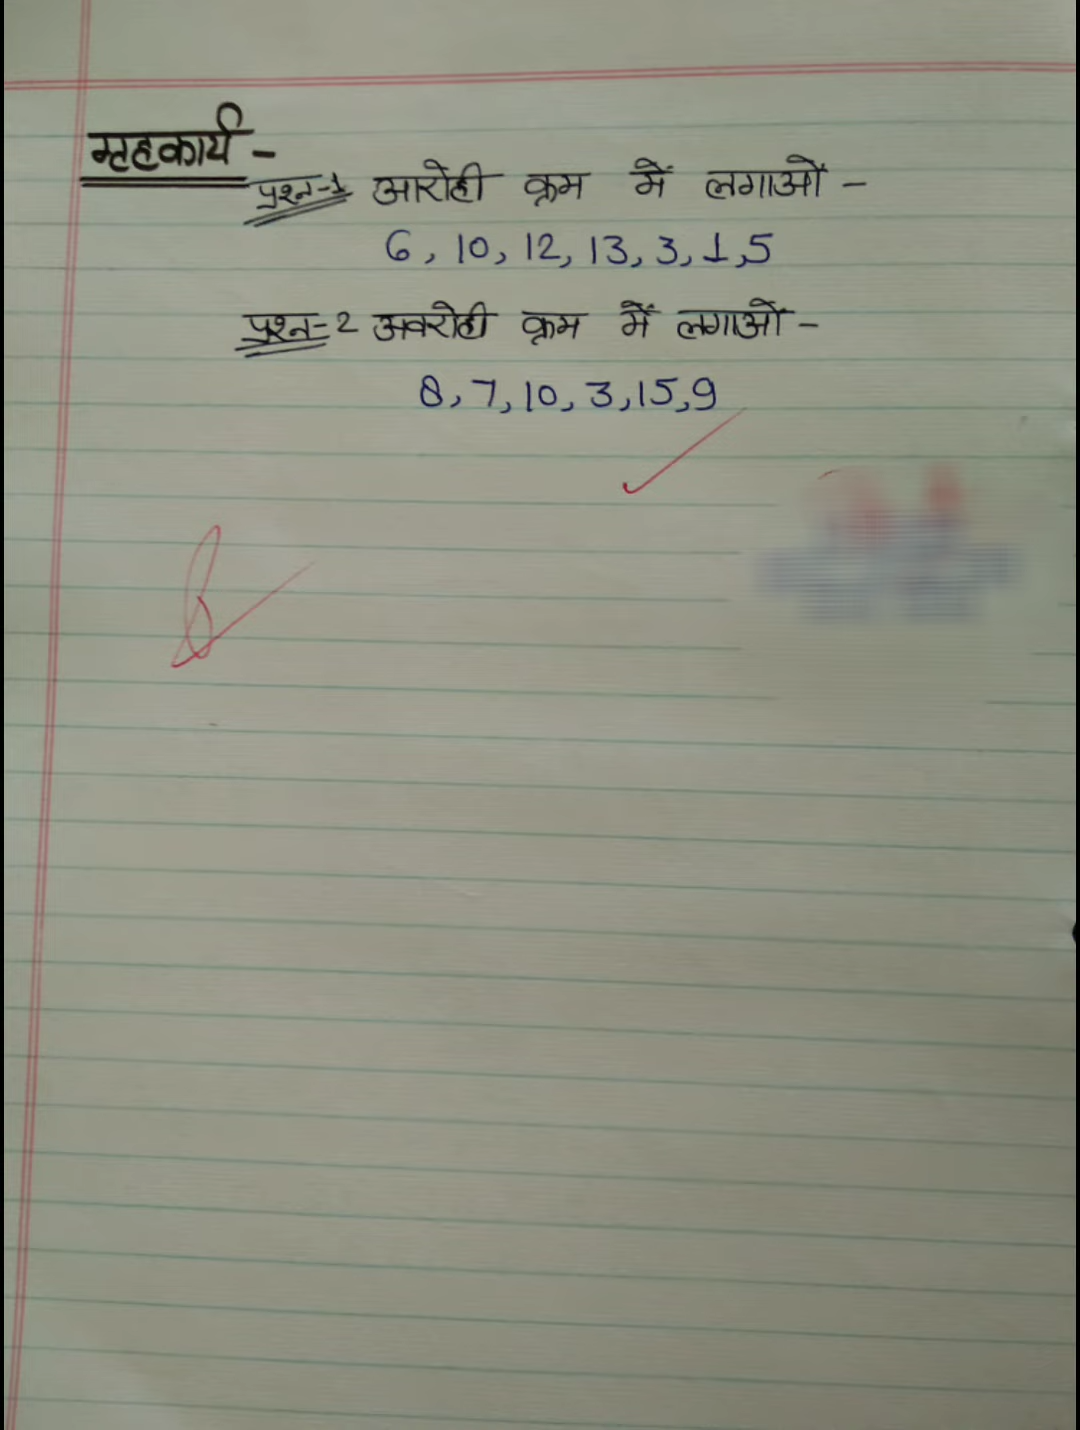 गृहकार्य -
प्रश्न-1 आरोही क्रम में लगाओ -
6, 10, 12, 13, 3, 1, 5
प्रश्न-2 अवरोही क्रम में लगाओ -
8, 7, 10, 3, 15, 9